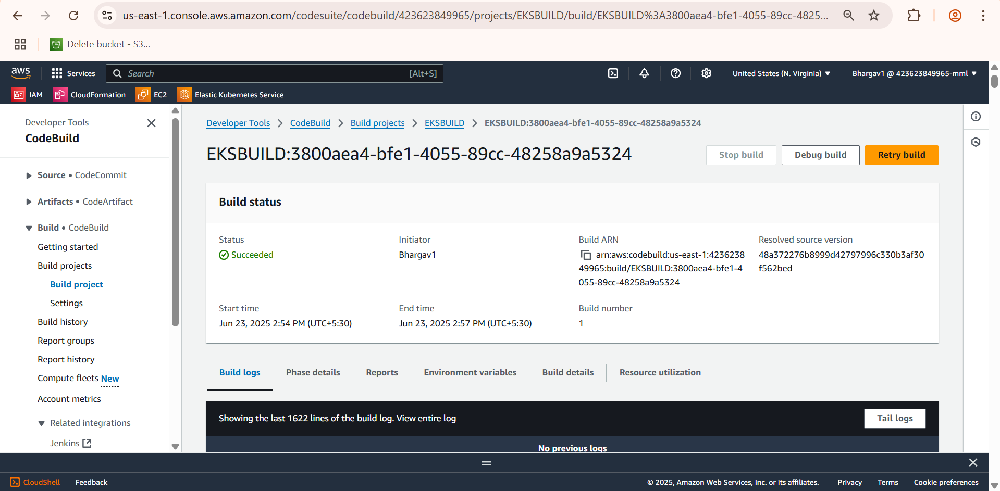 us-east-1.console.aws.amazon.com/codesuite/codebuild/423623849965/projects/EKSBUILD/build/EKSBUILD%3A3800aea4-bfe1-4055-89cc-4825...
Delete bucket - S3...
aws
Services
Search
[Alt+S]
United States (N. Virginia)
Bhargav1 @ 423623849965-mml
IAM
CloudFormation
EC2
Elastic Kubernetes Service
Developer Tools
CodeBuild
Source • CodeCommit
Artifacts • CodeArtifact
Build • CodeBuild
Getting started
Build projects
Build project
Settings
Build history
Report groups
Report history
Compute fleets New
Account metrics
Related integrations
Jenkins
Developer Tools > CodeBuild > Build projects > EKSBUILD > EKSBUILD:3800aea4-bfe1-4055-89cc-48258a9a5324
EKSBUILD:3800aea4-bfe1-4055-89cc-48258a9a5324
Stop build
Debug build
Retry build
Build status
Status
Succeeded
Initiator
Bhargav1
Build ARN
arn:aws:codebuild:us-east-1:4236238
49965:build/EKSBUILD:3800aea4-bfe1-4
055-89cc-48258a9a5324
Resolved source version
48a372276b8999d42797996c330b3af30
f562bed
Start time
Jun 23, 2025 2:54 PM (UTC+5:30)
End time
Jun 23, 2025 2:57 PM (UTC+5:30)
Build number
1
Build logs
Phase details
Reports
Environment variables
Build details
Resource utilization
Showing the last 1622 lines of the build log. View entire log
Tail logs
No previous logs
CloudShell
Feedback
© 2025, Amazon Web Services, Inc. or its affiliates.
Privacy
Terms
Cookie preferences